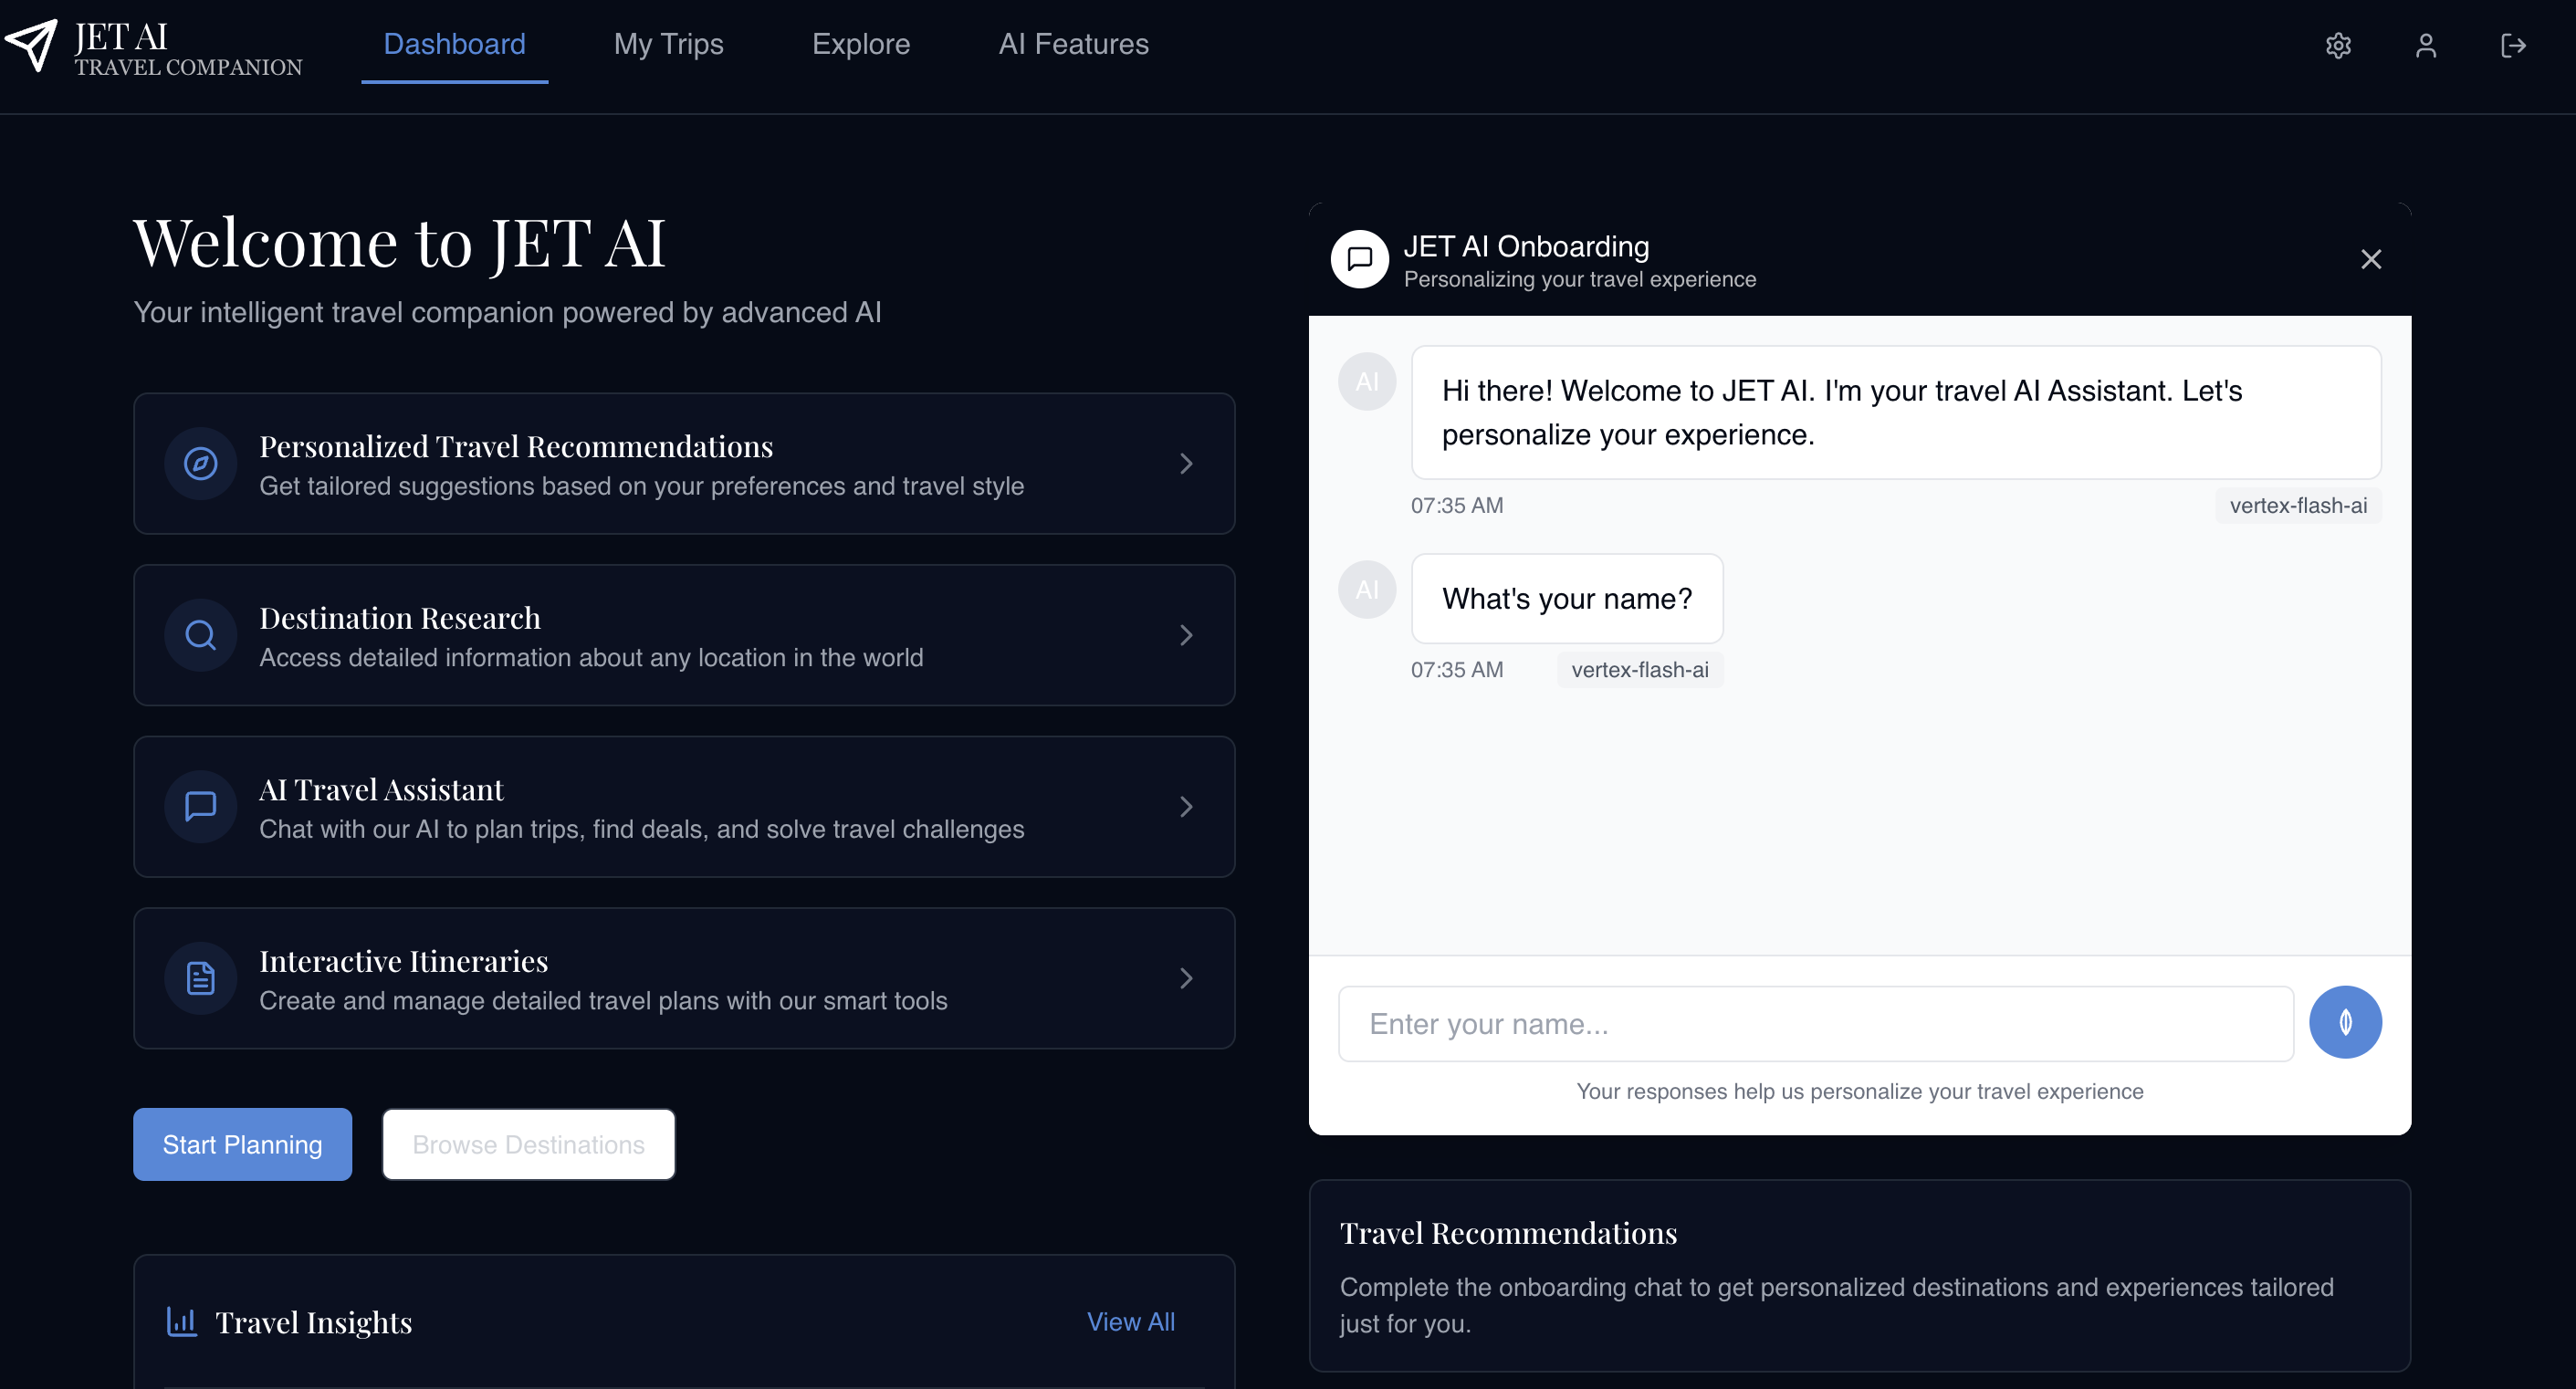 JET AI
TRAVEL COMPANION
Dashboard
My Trips
Explore
AI Features
Welcome to JET AI
Your intelligent travel companion powered by advanced AI
Personalized Travel Recommendations
Get tailored suggestions based on your preferences and travel style
Destination Research
Access detailed information about any location in the world
AI Travel Assistant
Chat with our AI to plan trips, find deals, and solve travel challenges
Interactive Itineraries
Create and manage detailed travel plans with our smart tools
Start Planning
Browse Destinations
Travel Insights
View All
JET AI Onboarding
Personalizing your travel experience
AI
Hi there! Welcome to JET AI. I'm your travel AI Assistant. Let's
personalize your experience.
07:35 AM
vertex-flash-ai
AI
What's your name?
07:35 AM
vertex-flash-ai
Enter your name...
Your responses help us personalize your travel experience
Travel Recommendations
Complete the onboarding chat to get personalized destinations and experiences tailored
just for you.